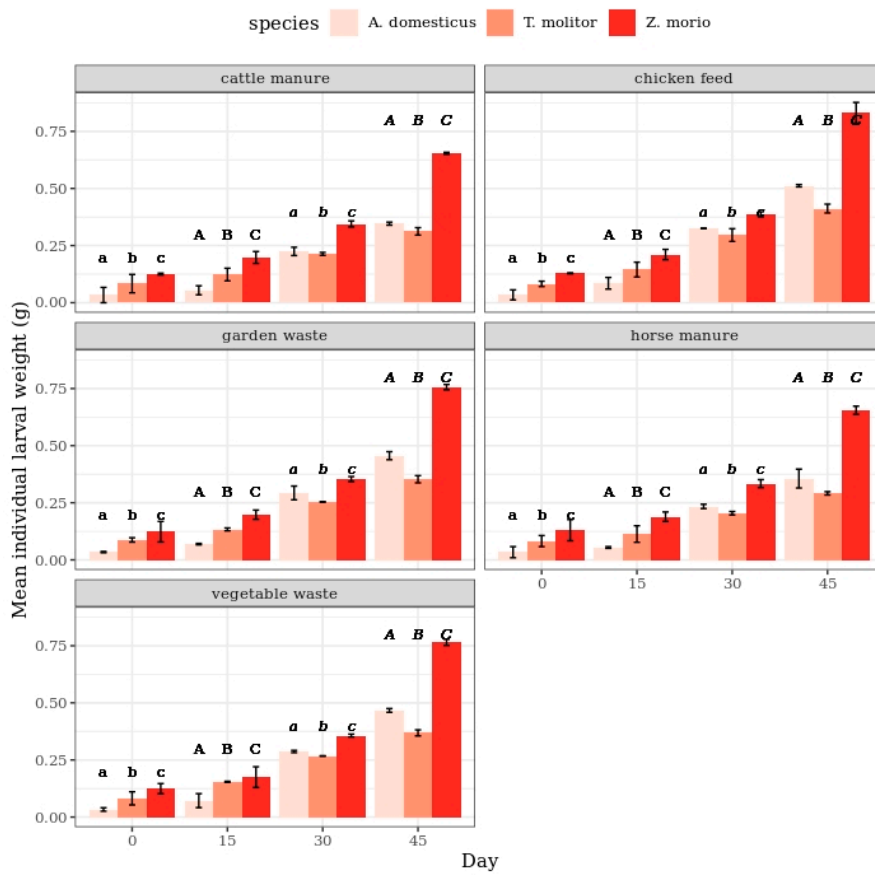 species A. domesticus T. molitor Z. morio
cattle manure chicken feed
A B C A B C
0.75
0.50
a b c a b c
A B C A B C
0.25
a b c a b c
0.00
garden waste horse manure
A B C A B C
0.75
0.50
a b c a b c
A B C A B C
0.25
a b c a b c
0.00
0 15 30 45
vegetable waste
A B C
0.75
0.50
a b c
A B C
0.25
a b c
0.00
0 15 30 45
Mean individual larval weight (g)
Day